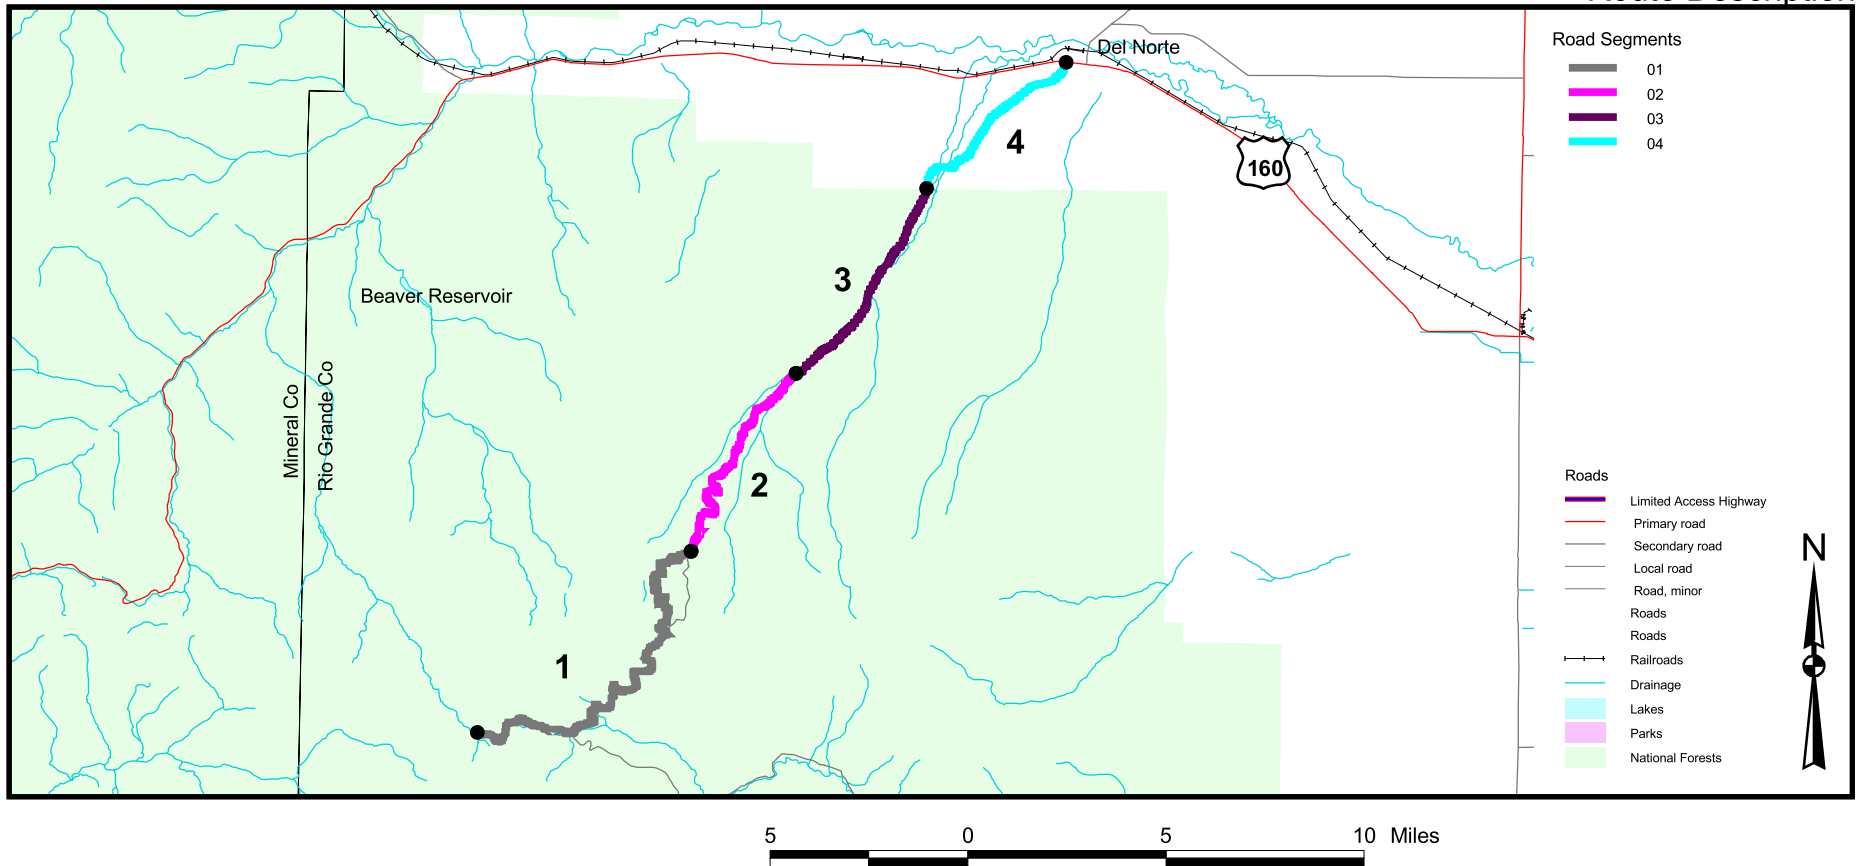 Route Description
Del Norte
Road Segments
01
02
03
04
4
160
3
Beaver Reservoir
Mineral Co
Rio Grande Co
2
Roads
Limited Access Highway
Primary road
Secondary road
Local road
Road, minor
Roads
Roads
Railroads
Drainage
Lakes
Parks
National Forests
N
1
5 0 5 10 Miles